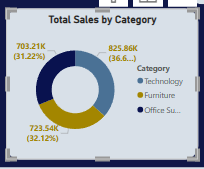 Total Sales by Category
703.21K
(31.22%)
825.86K
(36.6...)
Category
Technology
Furniture
Office Su...
723.54K
(32.12%)